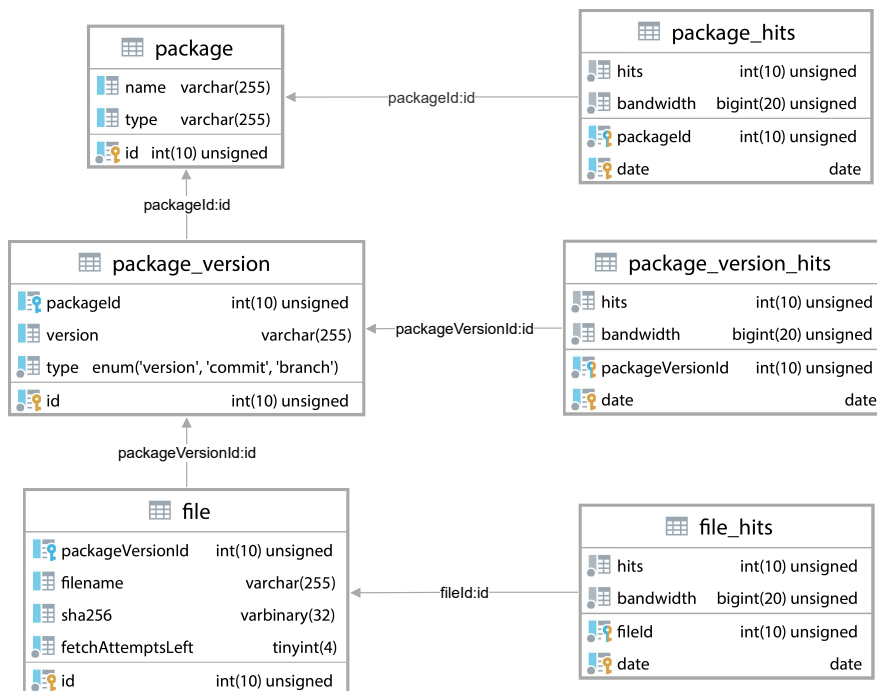 package
name varchar(255)
type varchar(255)
id int(10) unsigned
packageId:id
package_hits
hits int(10) unsigned
bandwidth bigint(20) unsigned
packageId int(10) unsigned
date date
packageId:id
package_version
packageId int(10) unsigned
version varchar(255)
type enum('version', 'commit', 'branch')
id int(10) unsigned
packageVersionId:id
package_version_hits
hits int(10) unsigned
bandwidth bigint(20) unsigned
packageVersionId int(10) unsigned
date date
packageVersionId:id
file
packageVersionId int(10) unsigned
filename varchar(255)
sha256 varbinary(32)
fetchAttemptsLeft tinyint(4)
id int(10) unsigned
fileId:id
file_hits
hits int(10) unsigned
bandwidth bigint(20) unsigned
fileId int(10) unsigned
date date